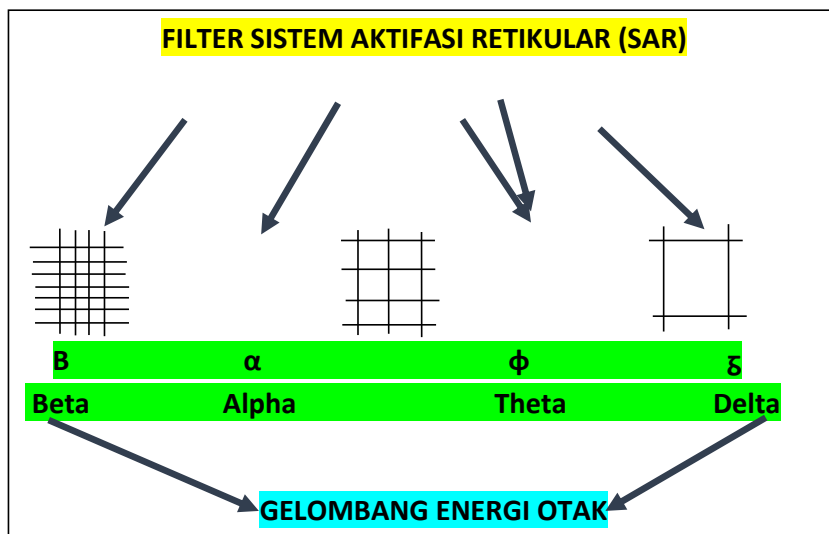 FILTER SISTEM AKTIFASI RETIKULAR (SAR)
B α ф ⸹
Beta Alpha Theta Delta
GELOMBANG ENERGI OTAK